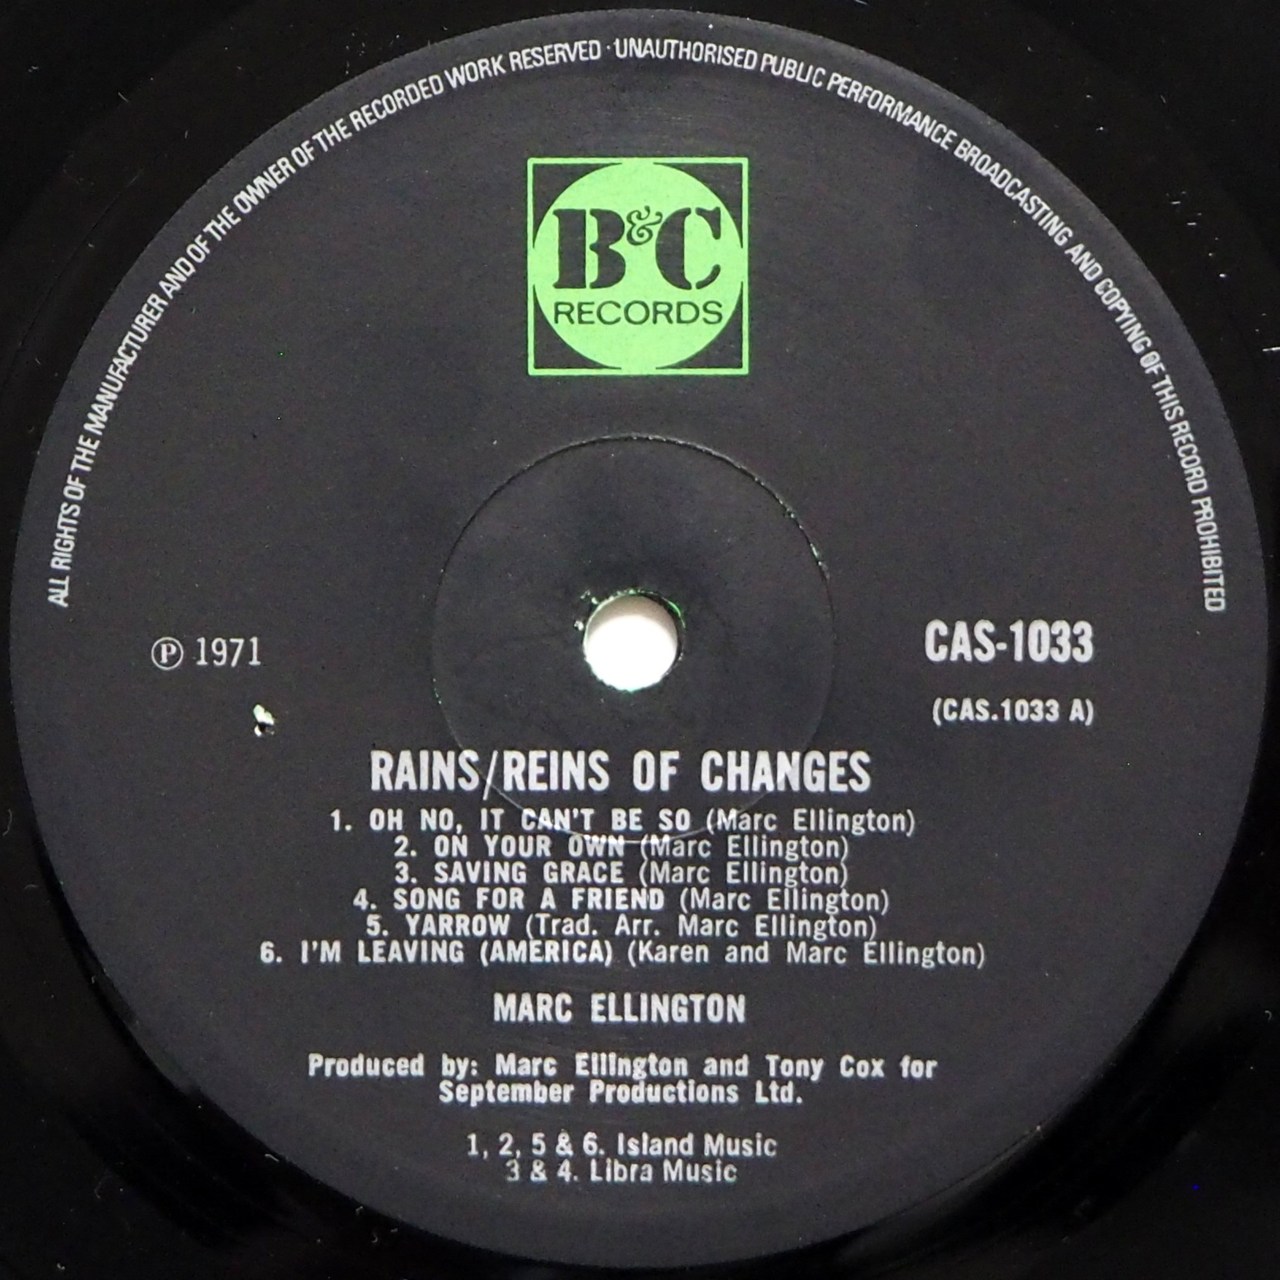 ALL RIGHTS OF THE MANUFACTURER AND OF THE OWNER OF THE RECORDED WORK RESERVED · UNAUTHORISED PUBLIC PERFORMANCE BROADCASTING AND COPYING OF THIS RECORD PROHIBITED
B&C
RECORDS
℗ 1971
CAS-1033
(CAS.1033 A)
RAINS/REINS OF CHANGES
1. OH NO, IT CAN'T BE SO (Marc Ellington)
2. ON YOUR OWN (Marc Ellington)
3. SAVING GRACE (Marc Ellington)
4. SONG FOR A FRIEND (Marc Ellington)
5. YARROW (Trad. Arr. Marc Ellington)
6. I'M LEAVING (AMERICA) (Karen and Marc Ellington)
MARC ELLINGTON
Produced by: Marc Ellington and Tony Cox for
September Productions Ltd.
1, 2, 5 & 6. Island Music
3 & 4. Libra Music